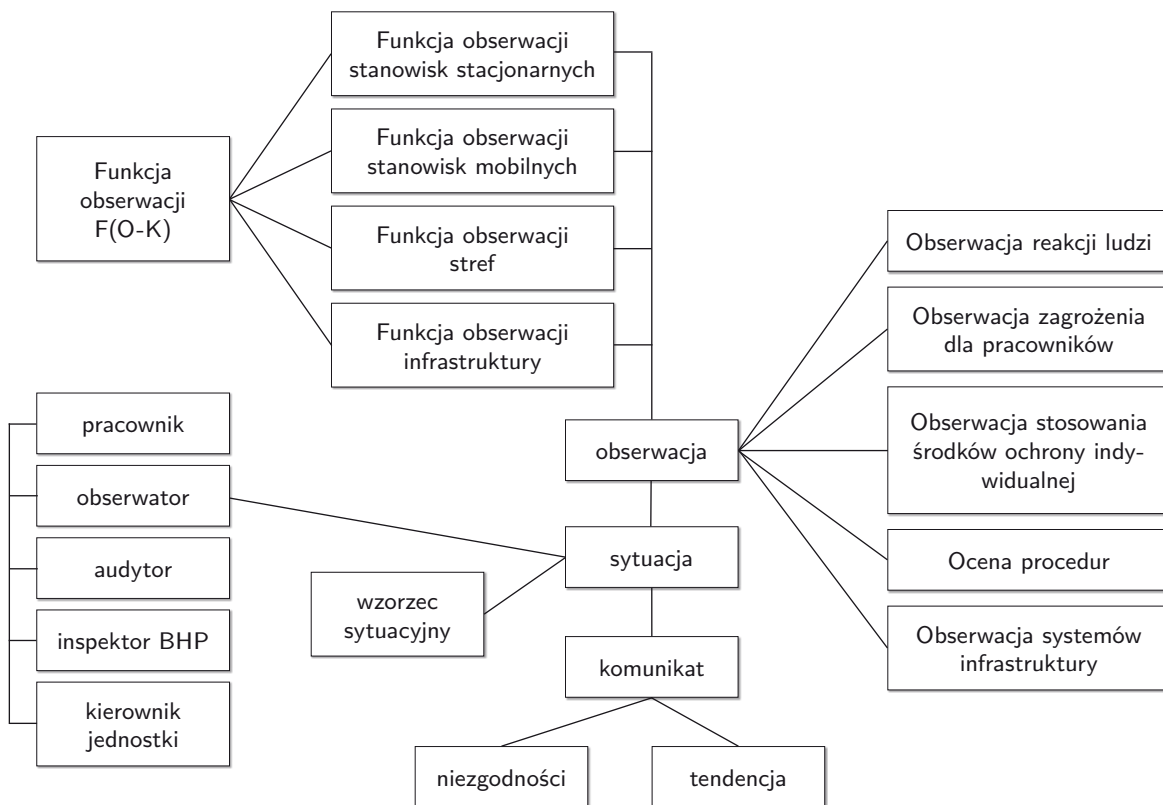 Funkcja obserwacji
stanowisk stacjonarnych
Funkcja obserwacji
stanowisk mobilnych
Funkcja
obserwacji
F(O-K)
Funkcja obserwacji
stref
Funkcja obserwacji
infrastruktury
Obserwacja reakcji ludzi
Obserwacja zagrożenia
dla pracowników
Obserwacja stosowania
środków ochrony indy-
widualnej
Ocena procedur
Obserwacja systemów
infrastruktury
pracownik
obserwator
audytor
inspektor BHP
kierownik
jednostki
obserwacja
sytuacja
wzorzec
sytuacyjny
komunikat
niezgodności
tendencja